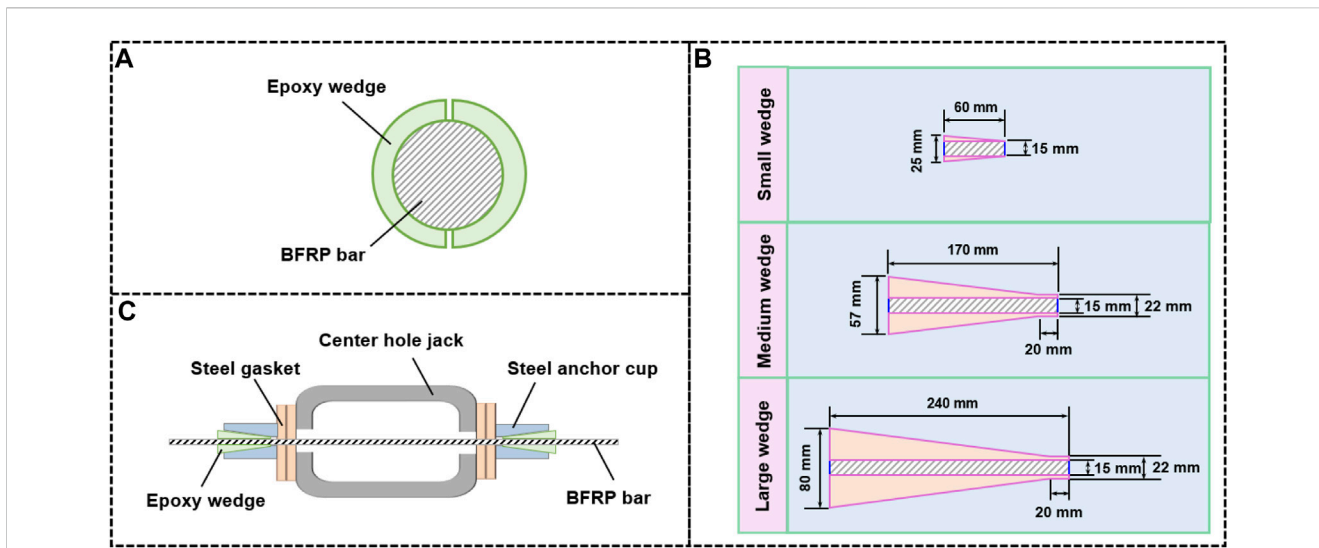 A
Epoxy wedge
BFRP bar
B
Small wedge
60 mm
25 mm
15 mm
Medium wedge
170 mm
57 mm
15 mm
22 mm
20 mm
Large wedge
240 mm
80 mm
15 mm
22 mm
20 mm
C
Center hole jack
Steel gasket
Steel anchor cup
Epoxy wedge
BFRP bar